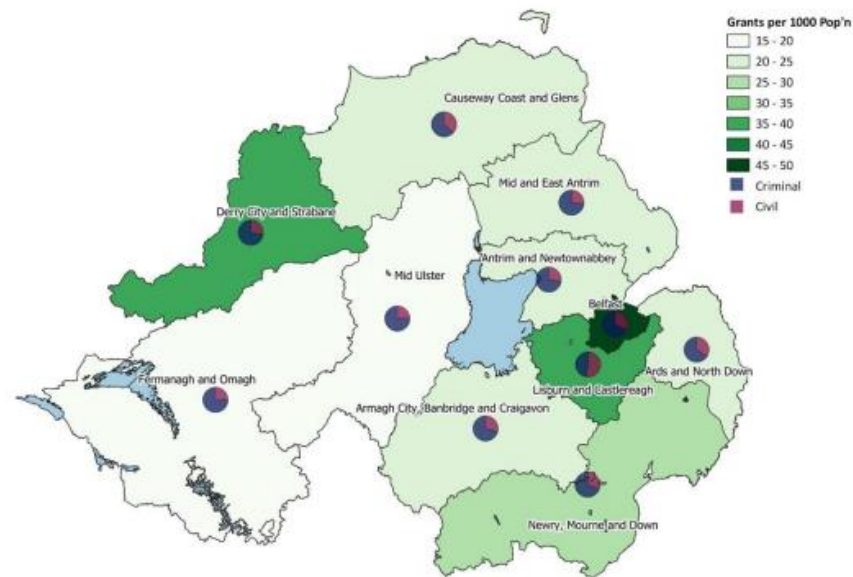 Grants per 1000 Pop'n
15 - 20
20 - 25
25 - 30
30 - 35
35 - 40
40 - 45
45 - 50
Criminal
Civil
Causeway Coast and Glens
Mid and East Antrim
Derry City and Strabane
Antrim and Newtownabbey
Mid Ulster
Belfast
Ards and North Down
Fermanagh and Omagh
Lisburn and Castlereagh
Armagh City, Banbridge and Craigavon
Newry, Mourne and Down